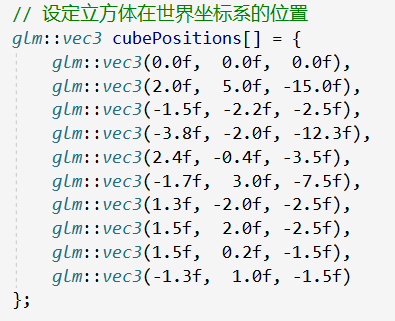 // 设定立方体在世界坐标系的位置
glm::vec3 cubePositions[] = {
    glm::vec3(0.0f,  0.0f,  0.0f),
    glm::vec3(2.0f,  5.0f, -15.0f),
    glm::vec3(-1.5f, -2.2f, -2.5f),
    glm::vec3(-3.8f, -2.0f, -12.3f),
    glm::vec3(2.4f, -0.4f, -3.5f),
    glm::vec3(-1.7f,  3.0f, -7.5f),
    glm::vec3(1.3f, -2.0f, -2.5f),
    glm::vec3(1.5f,  2.0f, -2.5f),
    glm::vec3(1.5f,  0.2f, -1.5f),
    glm::vec3(-1.3f,  1.0f, -1.5f)
};